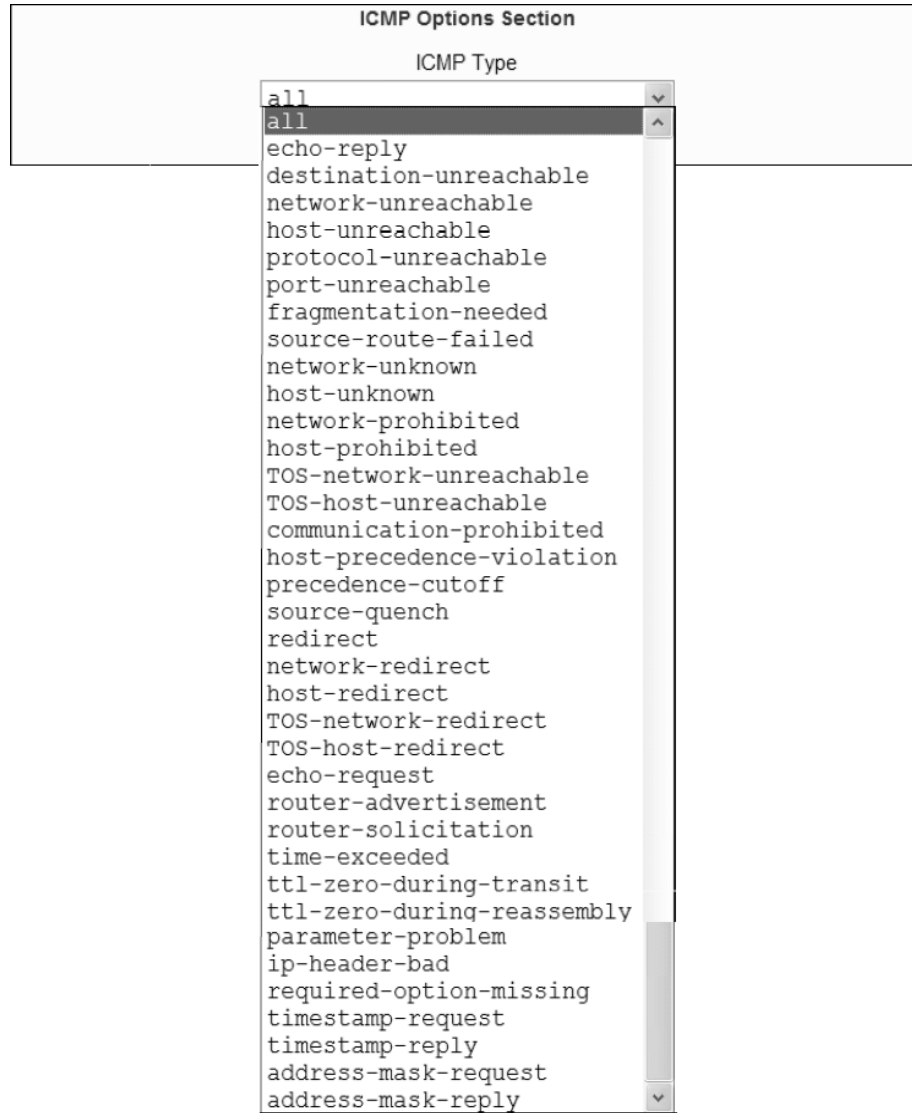 ICMP Options Section
ICMP Type
all
all
echo-reply
destination-unreachable
network-unreachable
host-unreachable
protocol-unreachable
port-unreachable
fragmentation-needed
source-route-failed
network-unknown
host-unknown
network-prohibited
host-prohibited
TOS-network-unreachable
TOS-host-unreachable
communication-prohibited
host-precedence-violation
precedence-cutoff
source-quench
redirect
network-redirect
host-redirect
TOS-network-redirect
TOS-host-redirect
echo-request
router-advertisement
router-solicitation
time-exceeded
ttl-zero-during-transit
ttl-zero-during-reassembly
parameter-problem
ip-header-bad
required-option-missing
timestamp-request
timestamp-reply
address-mask-request
address-mask-reply